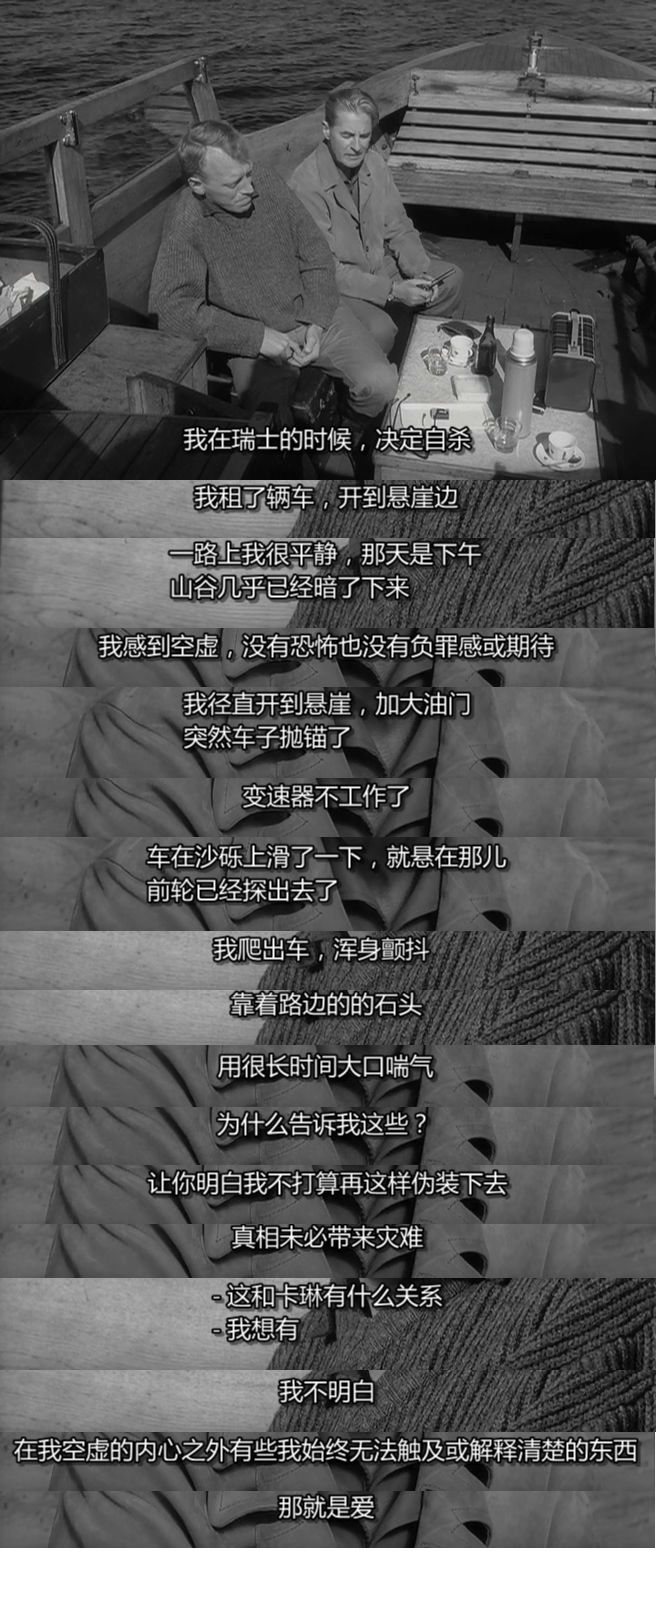 我在瑞士的时候，决定自杀
我租了辆车，开到悬崖边
一路上我很平静，那天是下午
山谷几乎已经暗了下来
我感到空虚，没有恐怖也没有负罪感或期待
我径直开到悬崖，加大油门
突然车子抛锚了
变速器不工作了
车在沙砾上滑了一下，就悬在那儿
前轮已经探出去了
我爬出车，浑身颤抖
靠着路边的的石头
用很长时间大口喘气
为什么告诉我这些？
让你明白我不打算再这样伪装下去
真相未必带来灾难
- 这和卡琳有什么关系
- 我想有
我不明白
在我空虚的内心之外有些我始终无法触及或解释清楚的东西
那就是爱